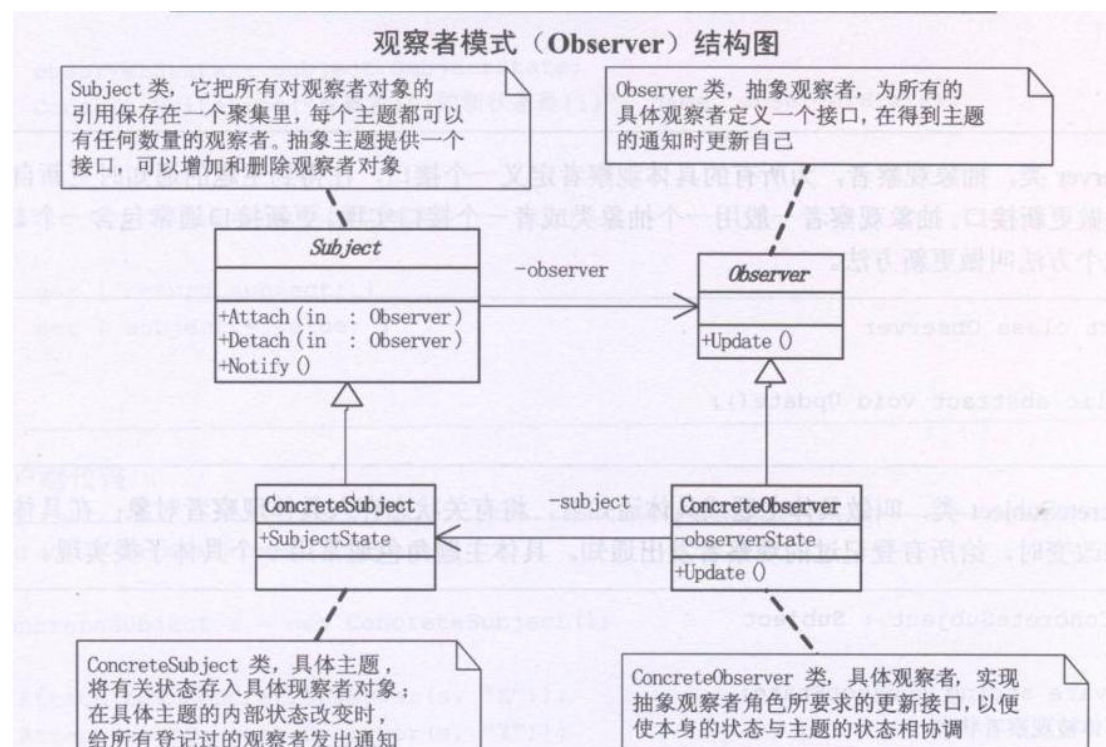 观察者模式（Observer）结构图
Subject 类，它把所有对观察者对象的
引用保存在一个聚集里，每个主题都可以
有任何数量的观察者。抽象主题提供一个
接口，可以增加和删除观察者对象
Observer 类，抽象观察者，为所有的
具体观察者定义一个接口，在得到主题
的通知时更新自己
Subject
+Attach(in : Observer)
+Detach(in : Observer)
+Notify()
-observer
Observer
+Update()
ConcreteSubject
+SubjectState
-subject
ConcreteObserver
-observerState
+Update()
ConcreteSubject 类，具体主题，
将有关状态存入具体现察者对象；
在具体主题的内部状态改变时，
给所有登记过的观察者发出通知
ConcreteObserver 类，具体观察者，实现
抽象观察者角色所要求的更新接口，以便
使本身的状态与主题的状态相协调